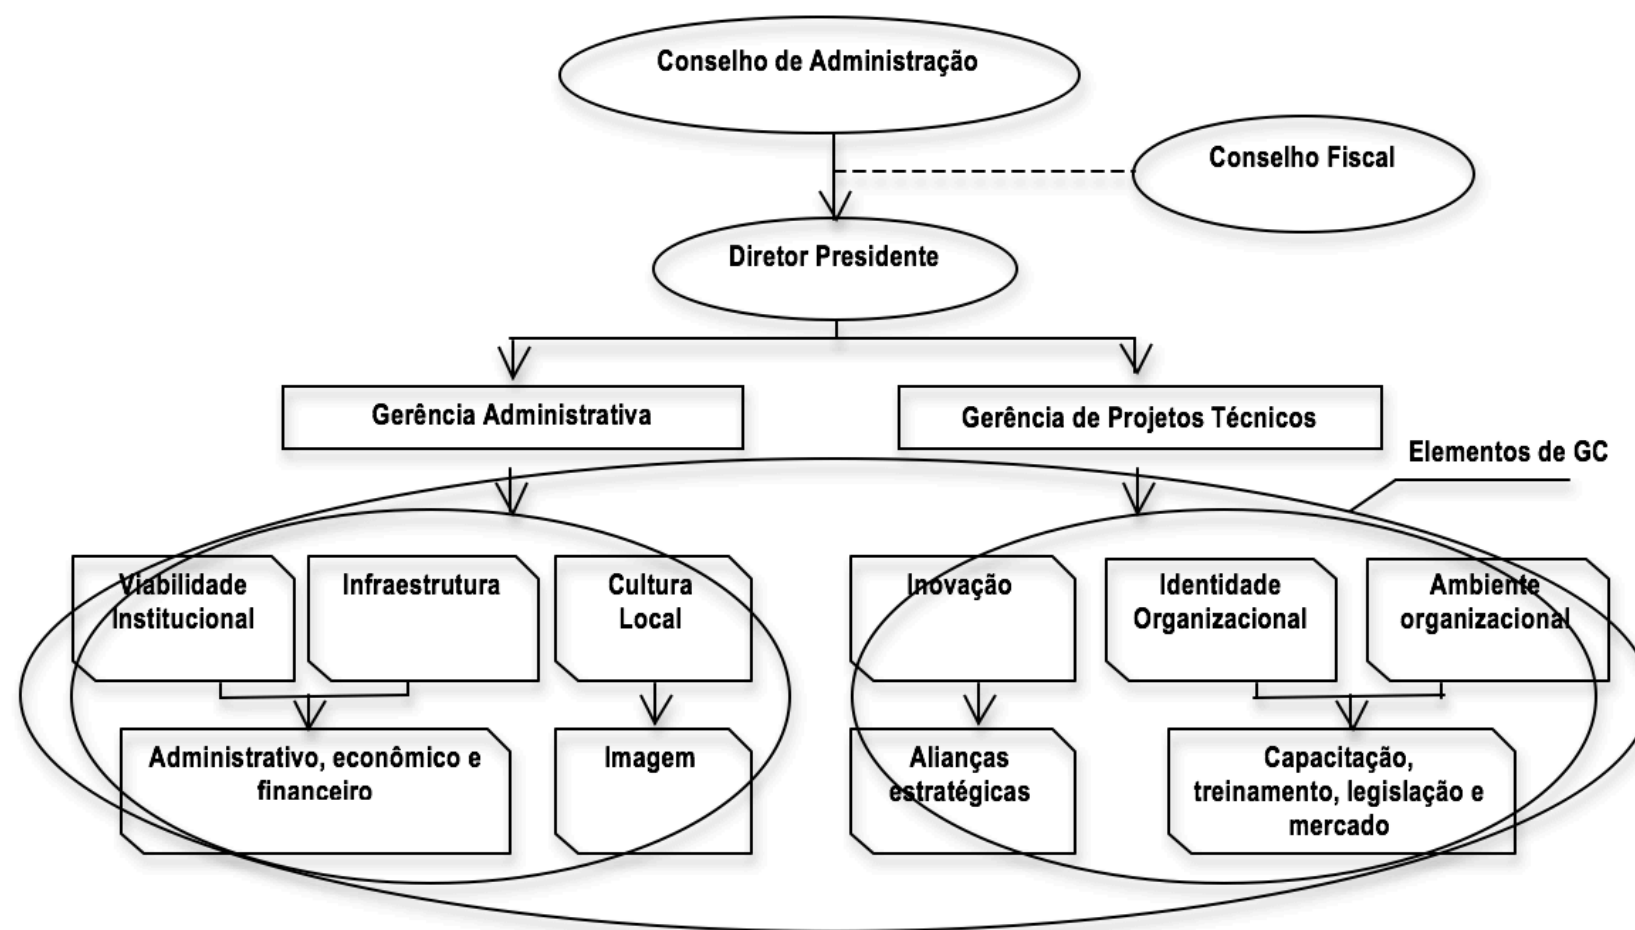 Conselho de Administração
Conselho Fiscal
Diretor Presidente
Gerência Administrativa
Gerência de Projetos Técnicos
Elementos de GC
Viabilidade
Institucional
Infraestrutura
Cultura
Local
Inovação
Identidade
Organizacional
Ambiente
organizacional
Administrativo, econômico e
financeiro
Imagem
Alianças
estratégicas
Capacitação,
treinamento, legislação e
mercado